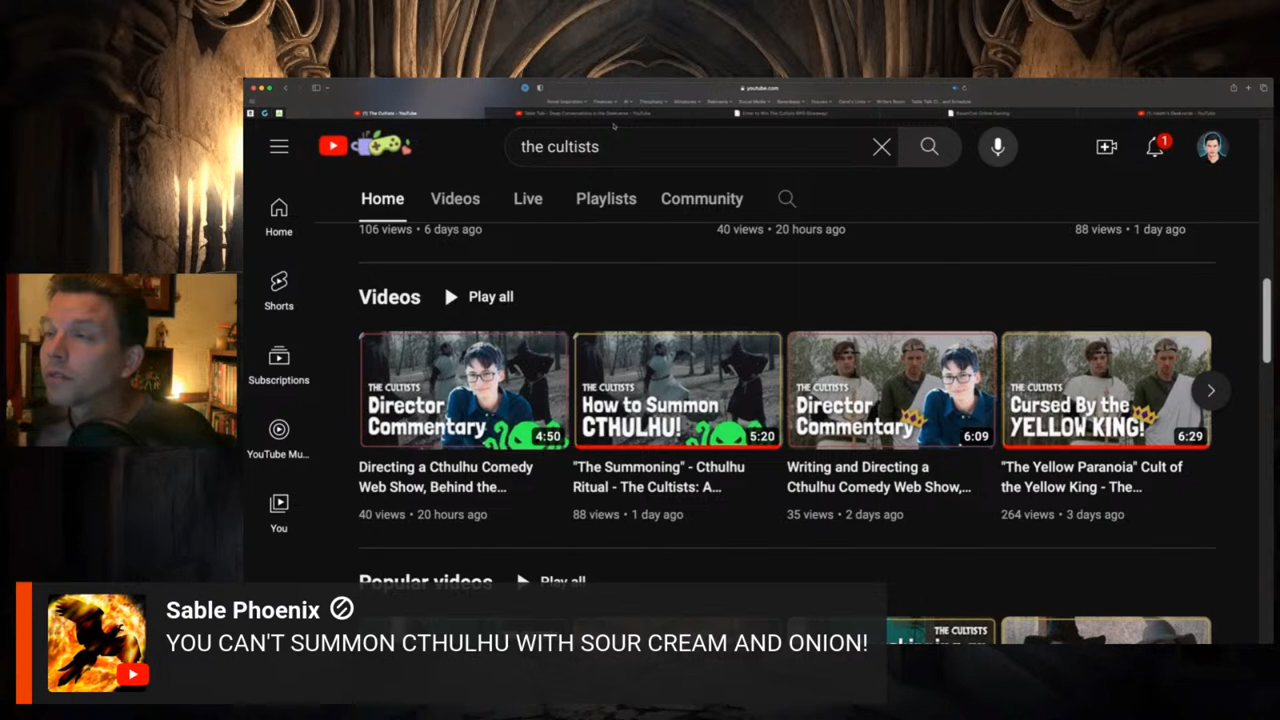 youtube.com
the cultists
1
Home Videos Live Playlists Community
106 views • 6 days ago
40 views • 20 hours ago
88 views • 1 day ago
Home
Shorts
Subscriptions
YouTube Mu...
You
Videos Play all
THE CULTISTS
Director
Commentary
4:50
THE CULTISTS
How to Summon
CTHULHU!
5:20
THE CULTISTS
Director
Commentary
6:09
THE CULTISTS
Cursed By the
YELLOW KING!
6:29
Directing a Cthulhu Comedy
Web Show, Behind the...
40 views • 20 hours ago
"The Summoning" - Cthulhu
Ritual - The Cultists: A...
88 views • 1 day ago
Writing and Directing a
Cthulhu Comedy Web Show,...
35 views • 2 days ago
"The Yellow Paranoia" Cult of
the Yellow King - The...
264 views • 3 days ago
Popular videos Play all
THE CULTISTS
Sable Phoenix
YOU CAN'T SUMMON CTHULHU WITH SOUR CREAM AND ONION!